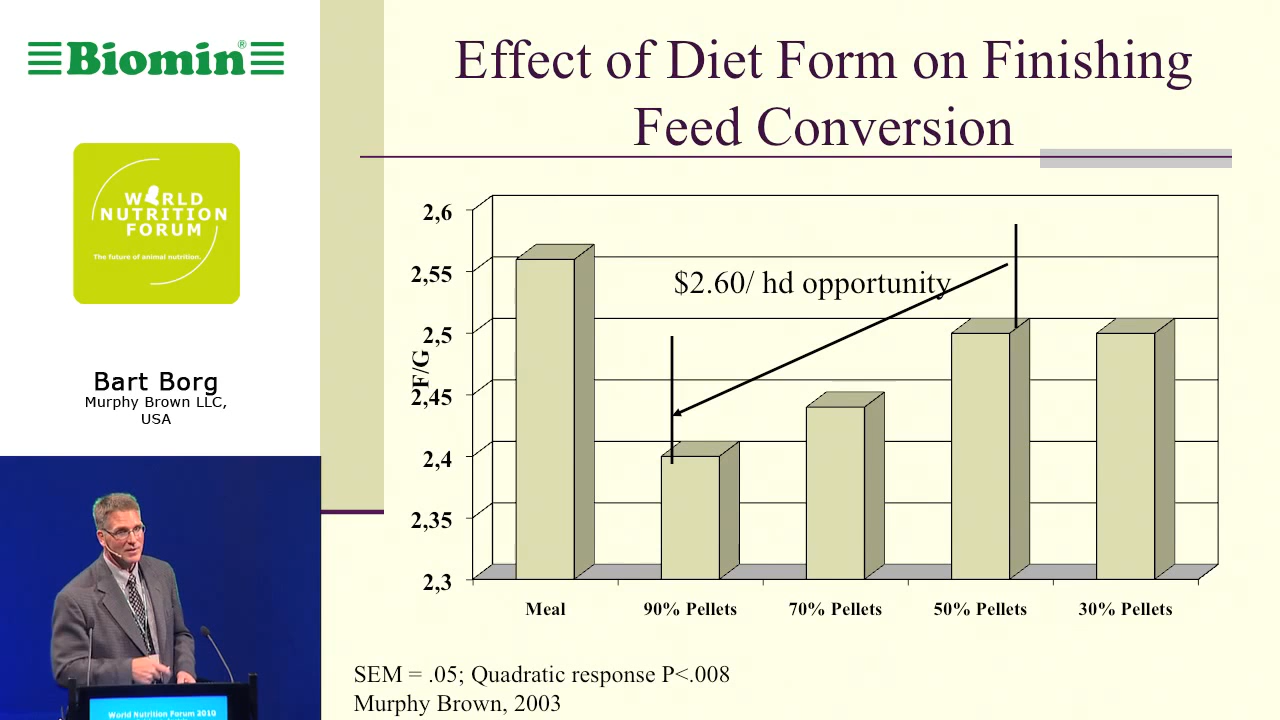 Biomin®
WORLD
NUTRITION
FORUM
The future of animal nutrition.
Bart Borg
Murphy Brown LLC,
USA
World Nutrition Forum 2010
Effect of Diet Form on Finishing
Feed Conversion
2,6
2,55
2,5
2,45
2,4
2,35
2,3
F/G
$2.60/ hd opportunity
Meal
90% Pellets
70% Pellets
50% Pellets
30% Pellets
SEM = .05; Quadratic response P<.008
Murphy Brown, 2003